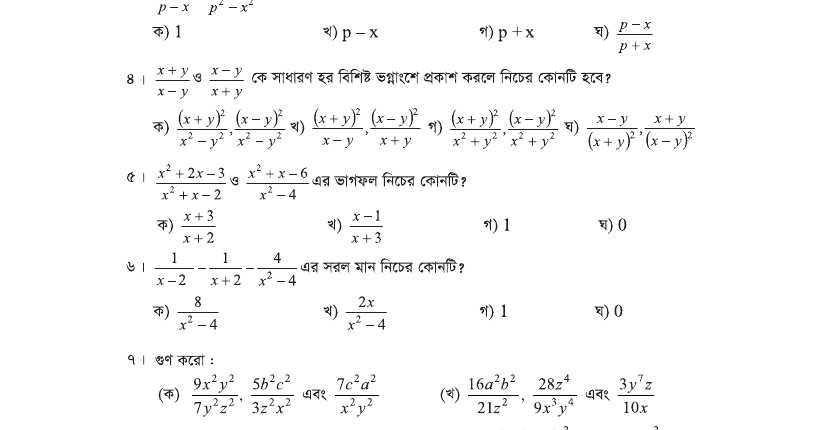 p – x p² – x²
ক) 1 খ) p – x গ) p + x ঘ) (p – x)/(p + x)
৪। (x + y)/(x – y) ও (x – y)/(x + y) কে সাধারণ হর বিশিষ্ট ভগ্নাংশে প্রকাশ করলে নিচের কোনটি হবে?
ক) (x + y)²/(x² – y²), (x – y)²/(x² – y²) খ) (x + y)²/(x – y), (x – y)²/(x + y) গ) (x + y)²/(x² + y²), (x – y)²/(x² + y²) ঘ) (x – y)/(x + y)², (x + y)/(x – y)²
৫। (x² + 2x – 3)/(x² + x – 2) ও (x² + x – 6)/(x² – 4) এর ভাগফল নিচের কোনটি?
ক) (x + 3)/(x + 2) খ) (x – 1)/(x + 3) গ) 1 ঘ) 0
৬। 1/(x – 2) – 1/(x + 2) – 4/(x² – 4) এর সরল মান নিচের কোনটি?
ক) 8/(x² – 4) খ) 2x/(x² – 4) গ) 1 ঘ) 0
৭। গুণ করো :
(ক) 9x²y²/7y²z², 5b²c²/3z²x² এবং 7c²a²/x²y² (খ) 16a²b²/21z², 28z⁴/9x³y⁴ এবং 3y⁷z/10x